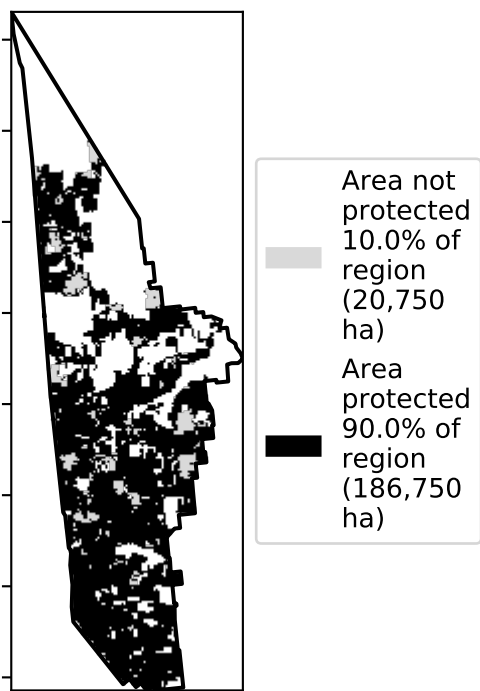 Area not
protected
10.0% of
region
(20,750
ha)
Area
protected
90.0% of
region
(186,750
ha)